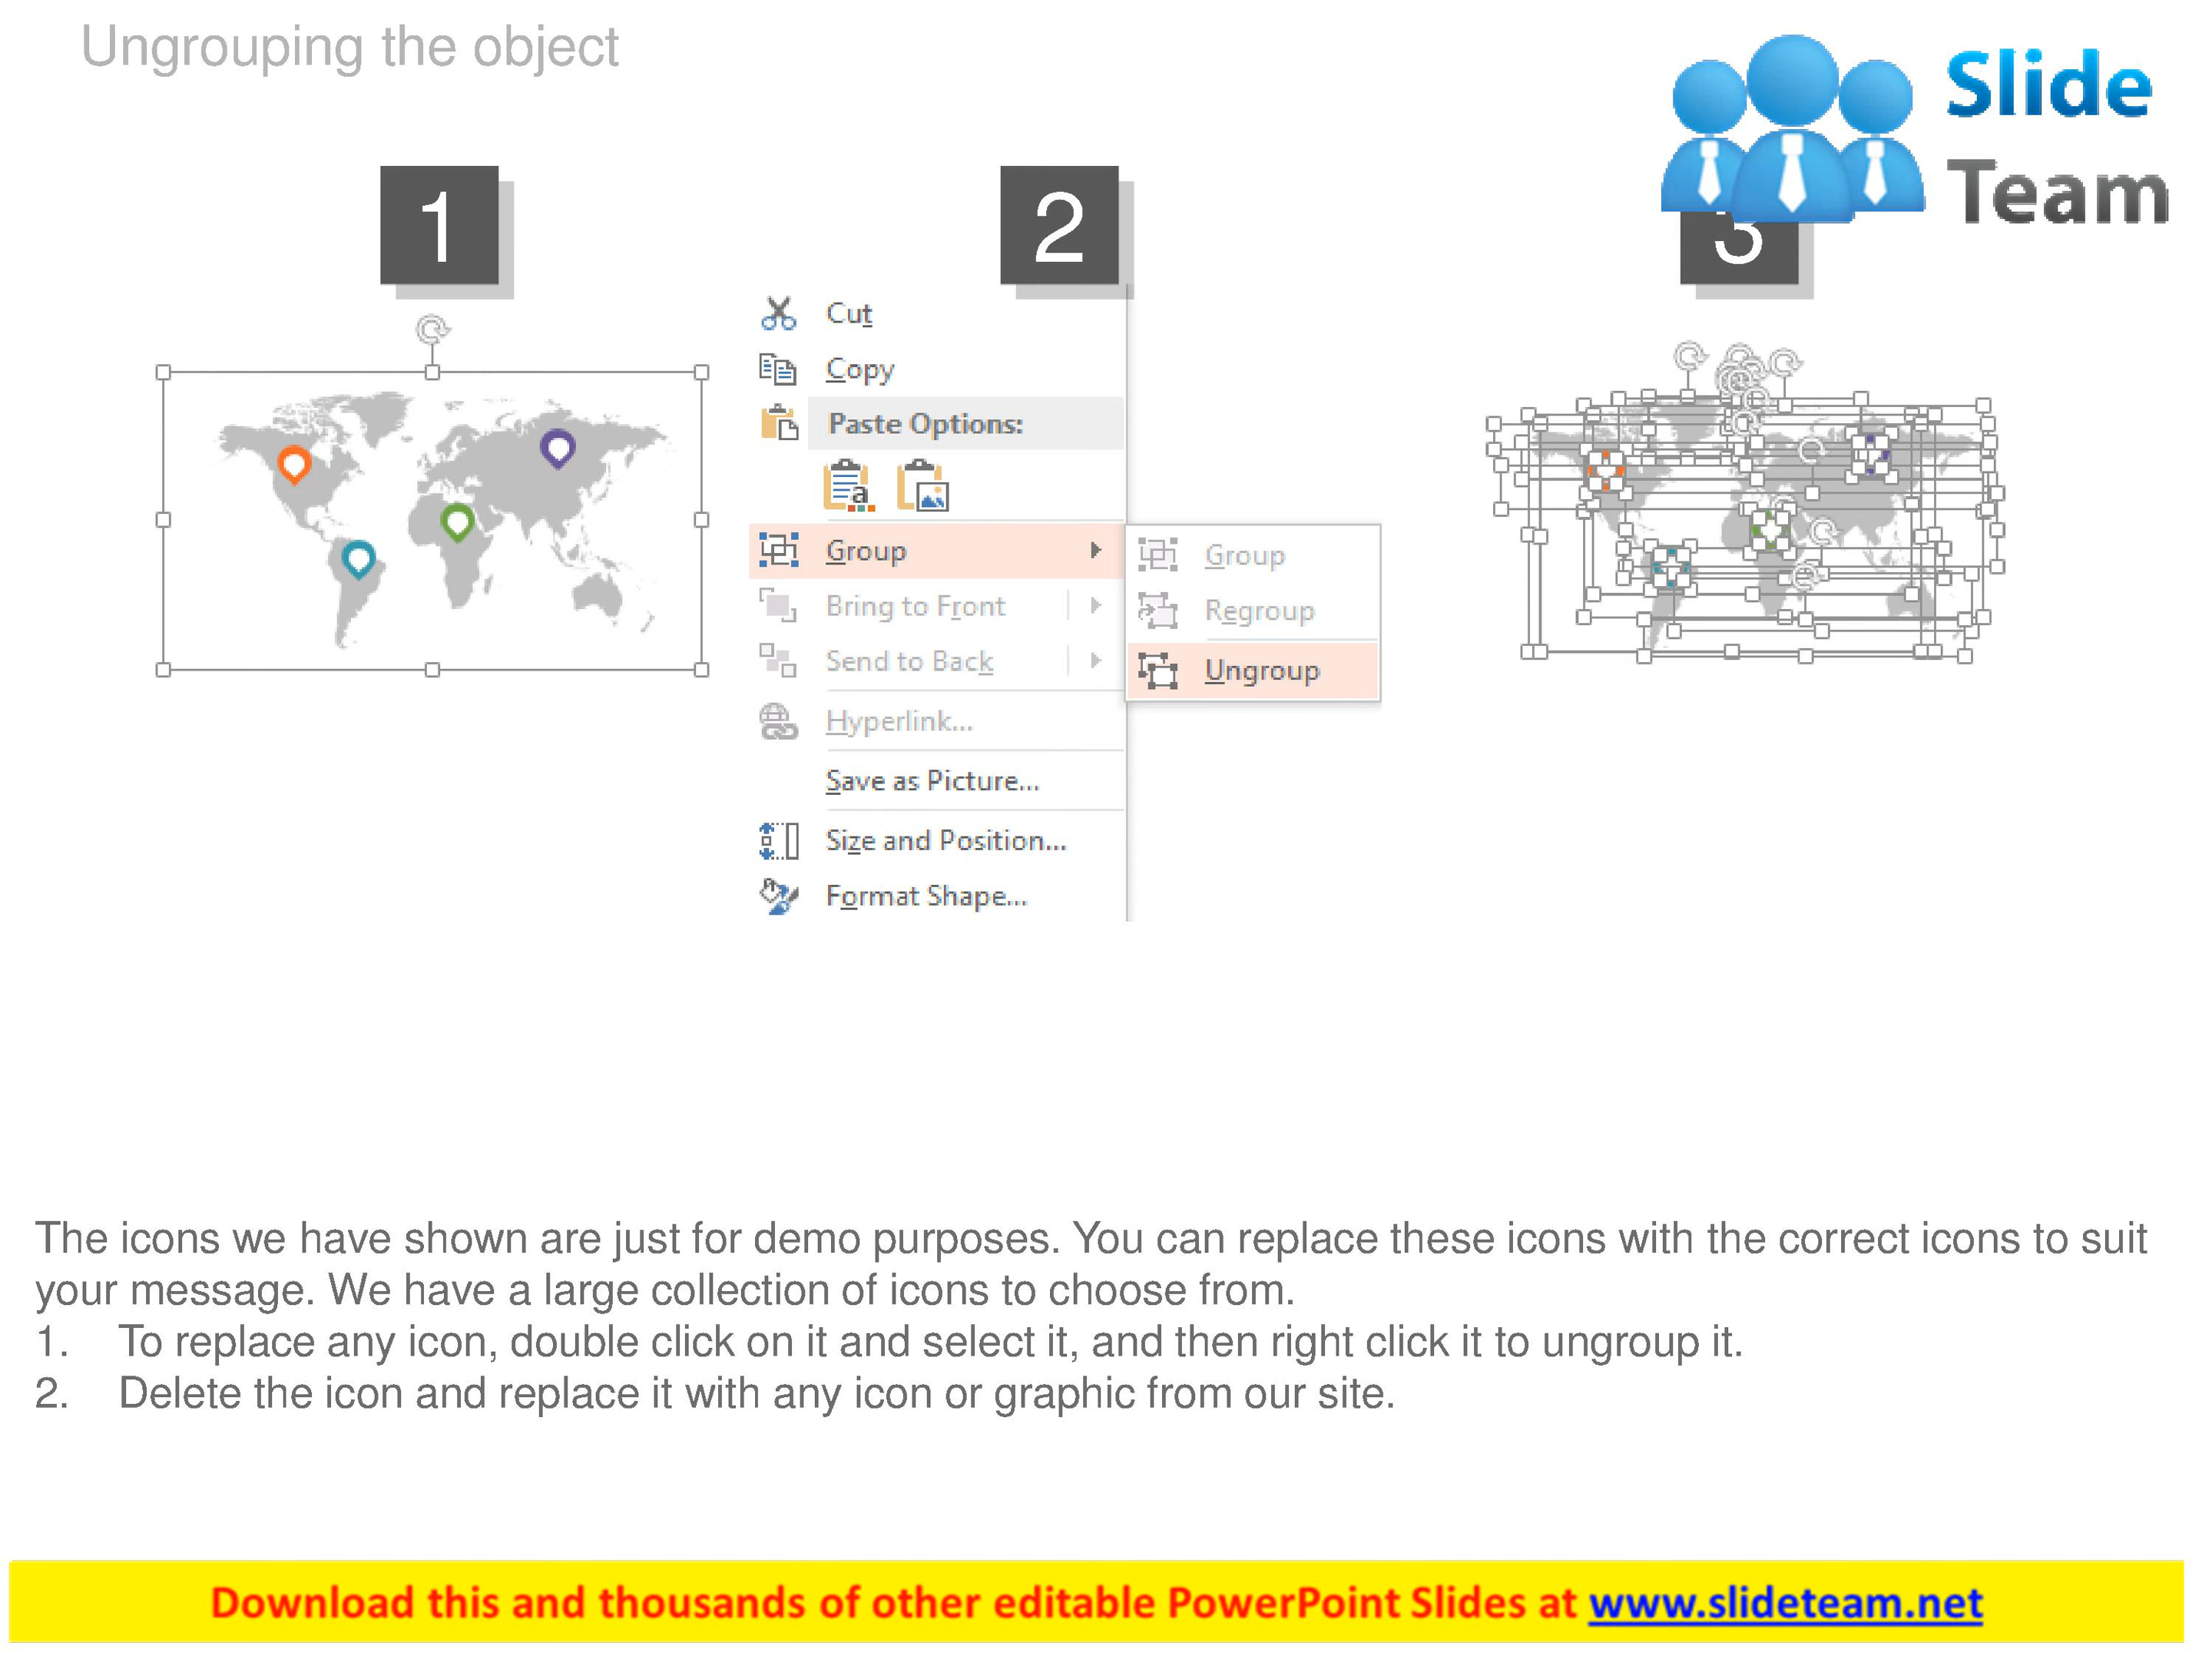 Ungrouping the object
Slide
Team
1
2
3
Cut
Copy
Paste Options:
a
Group
Bring to Front
Send to Back
Hyperlink...
Save as Picture...
Size and Position...
Format Shape...
Group
Regroup
Ungroup
The icons we have shown are just for demo purposes. You can replace these icons with the correct icons to suit
your message. We have a large collection of icons to choose from.
1. To replace any icon, double click on it and select it, and then right click it to ungroup it.
2. Delete the icon and replace it with any icon or graphic from our site.
Download this and thousands of other editable PowerPoint Slides at www.slideteam.net